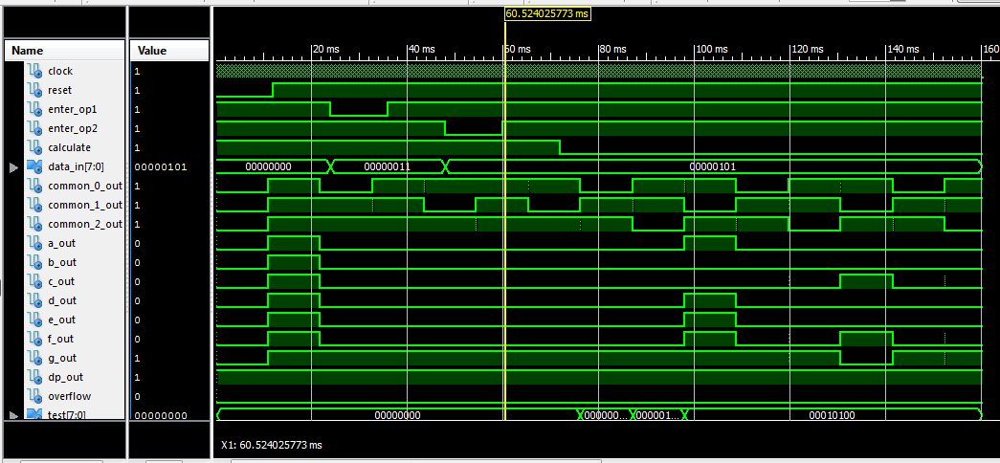 60.524025773 ms
Name Value
20 ms 40 ms 60 ms 80 ms 100 ms 120 ms 140 ms 160
clock 1
reset 1
enter_op1 1
enter_op2 1
calculate 1
data_in[7:0] 00000101 00000000 00000011 00000101
common_0_out 1
common_1_out 1
common_2_out 1
a_out 0
b_out 0
c_out 0
d_out 0
e_out 0
f_out 0
g_out 1
dp_out 1
overflow 0
test[7:0] 00000000 00000000 000000... 000001... 00010100
X1: 60.524025773 ms